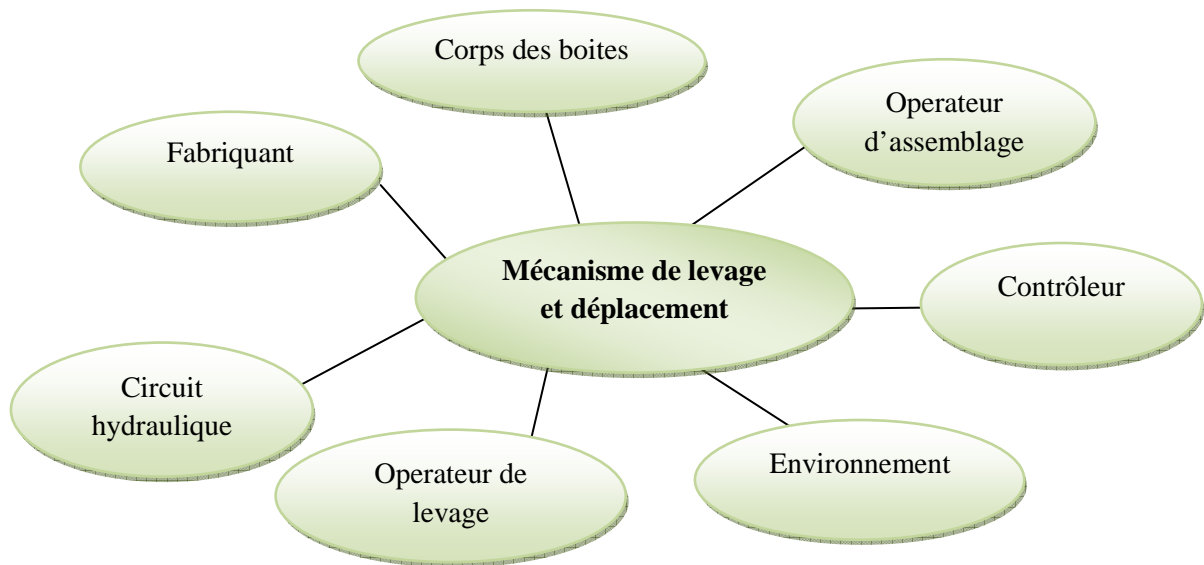 Corps des boites
Operateur
d’assemblage
Fabriquant
Mécanisme de levage
et déplacement
Contrôleur
Circuit
hydraulique
Operateur de
levage
Environnement